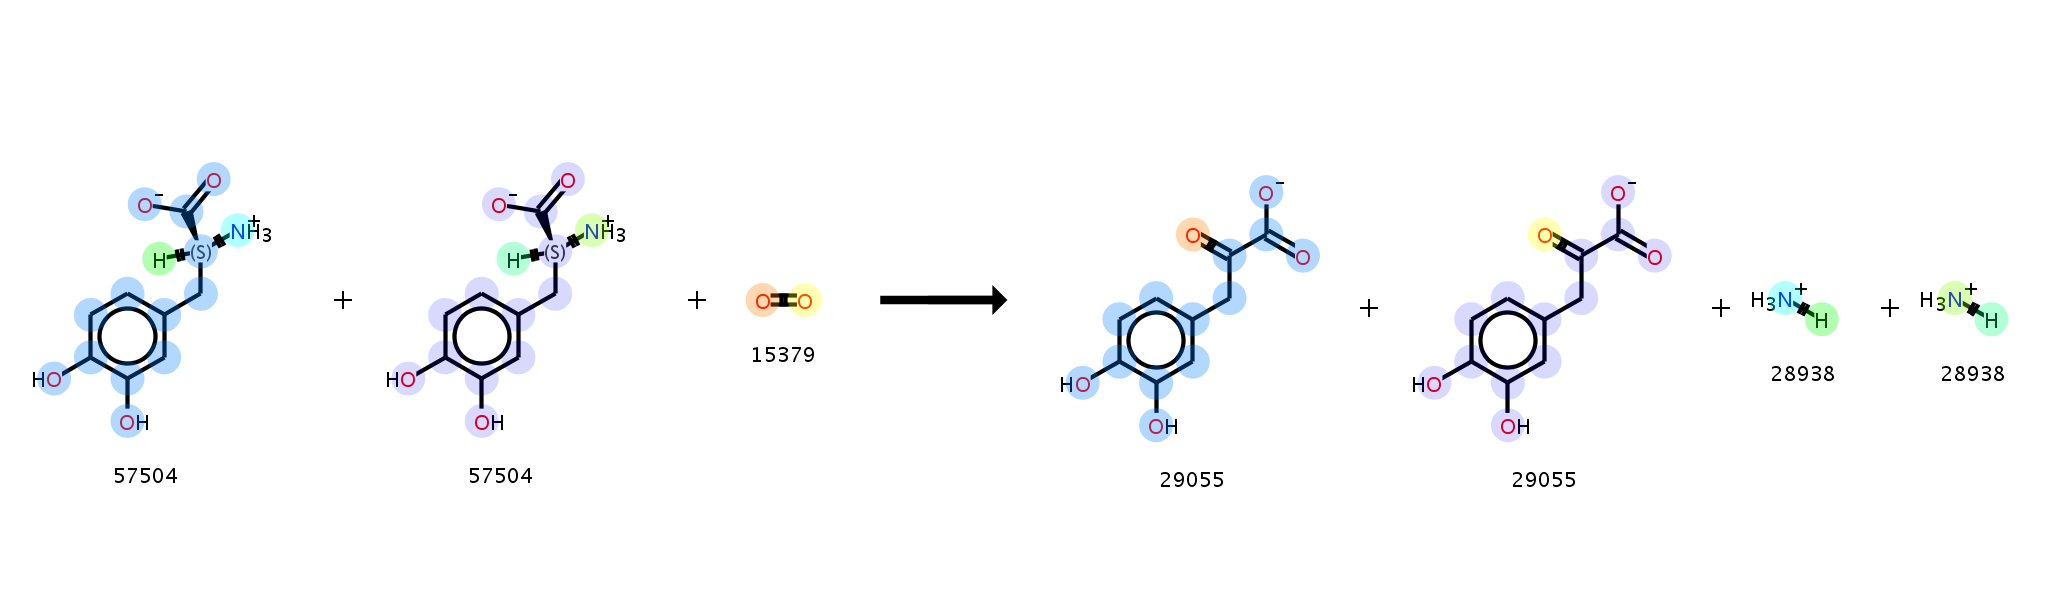 O
O
O
-
O
-
O
O
-
O
O
-
NH3
+
NH3
+
(S)
(S)
H
H
O
O
O
O
O
O
H3N
+
H
H3N
+
H
+
+
+
+
+
HO
HO
HO
HO
OH
OH
OH
OH
15379
28938
28938
57504
57504
29055
29055